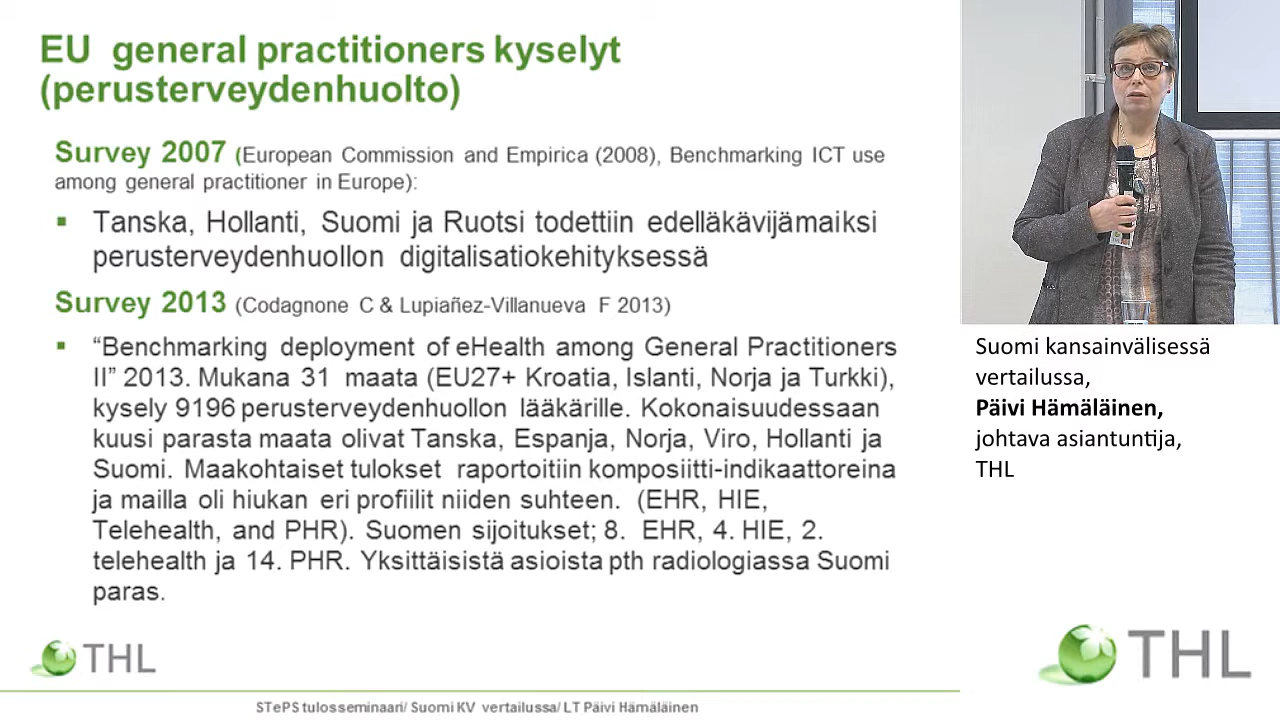 EU general practitioners kyselyt
(perusterveydenhuolto)
Survey 2007 (European Commission and Empirica (2008), Benchmarking ICT use
among general practitioner in Europe):
▪ Tanska, Hollanti, Suomi ja Ruotsi todettiin edelläkävijämaiksi
perusterveydenhuollon digitalisatiokehityksessä
Survey 2013 (Codagnone C & Lupiañez-Villanueva F 2013)
▪ “Benchmarking deployment of eHealth among General Practitioners
II” 2013. Mukana 31 maata (EU27+ Kroatia, Islanti, Norja ja Turkki),
kysely 9196 perusterveydenhuollon lääkärille. Kokonaisuudessaan
kuusi parasta maata olivat Tanska, Espanja, Norja, Viro, Hollanti ja
Suomi. Maakohtaiset tulokset raportoitiin komposiitti-indikaattoreina
ja mailla oli hiukan eri profiilit niiden suhteen. (EHR, HIE,
Telehealth, and PHR). Suomen sijoitukset; 8. EHR, 4. HIE, 2.
telehealth ja 14. PHR. Yksittäisistä asioista pth radiologiassa Suomi
paras.
THL
STePS tulosseminaari/ Suomi KV vertailussa/ LT Päivi Hämäläinen
Suomi kansainvälisessä
vertailussa,
Päivi Hämäläinen,
johtava asiantuntija,
THL
THL